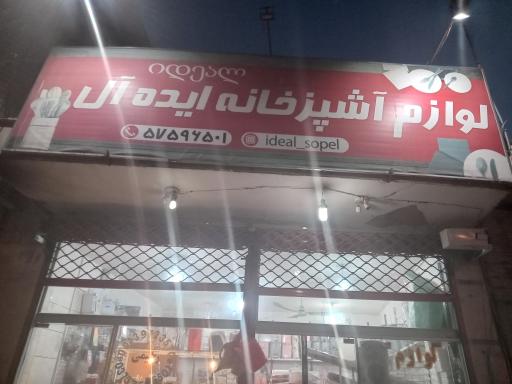 იდეალ
لوازم آشپزخانه ایده آل
۵۷۵۹۶۵۰۱ ideal_sopel
لوازم